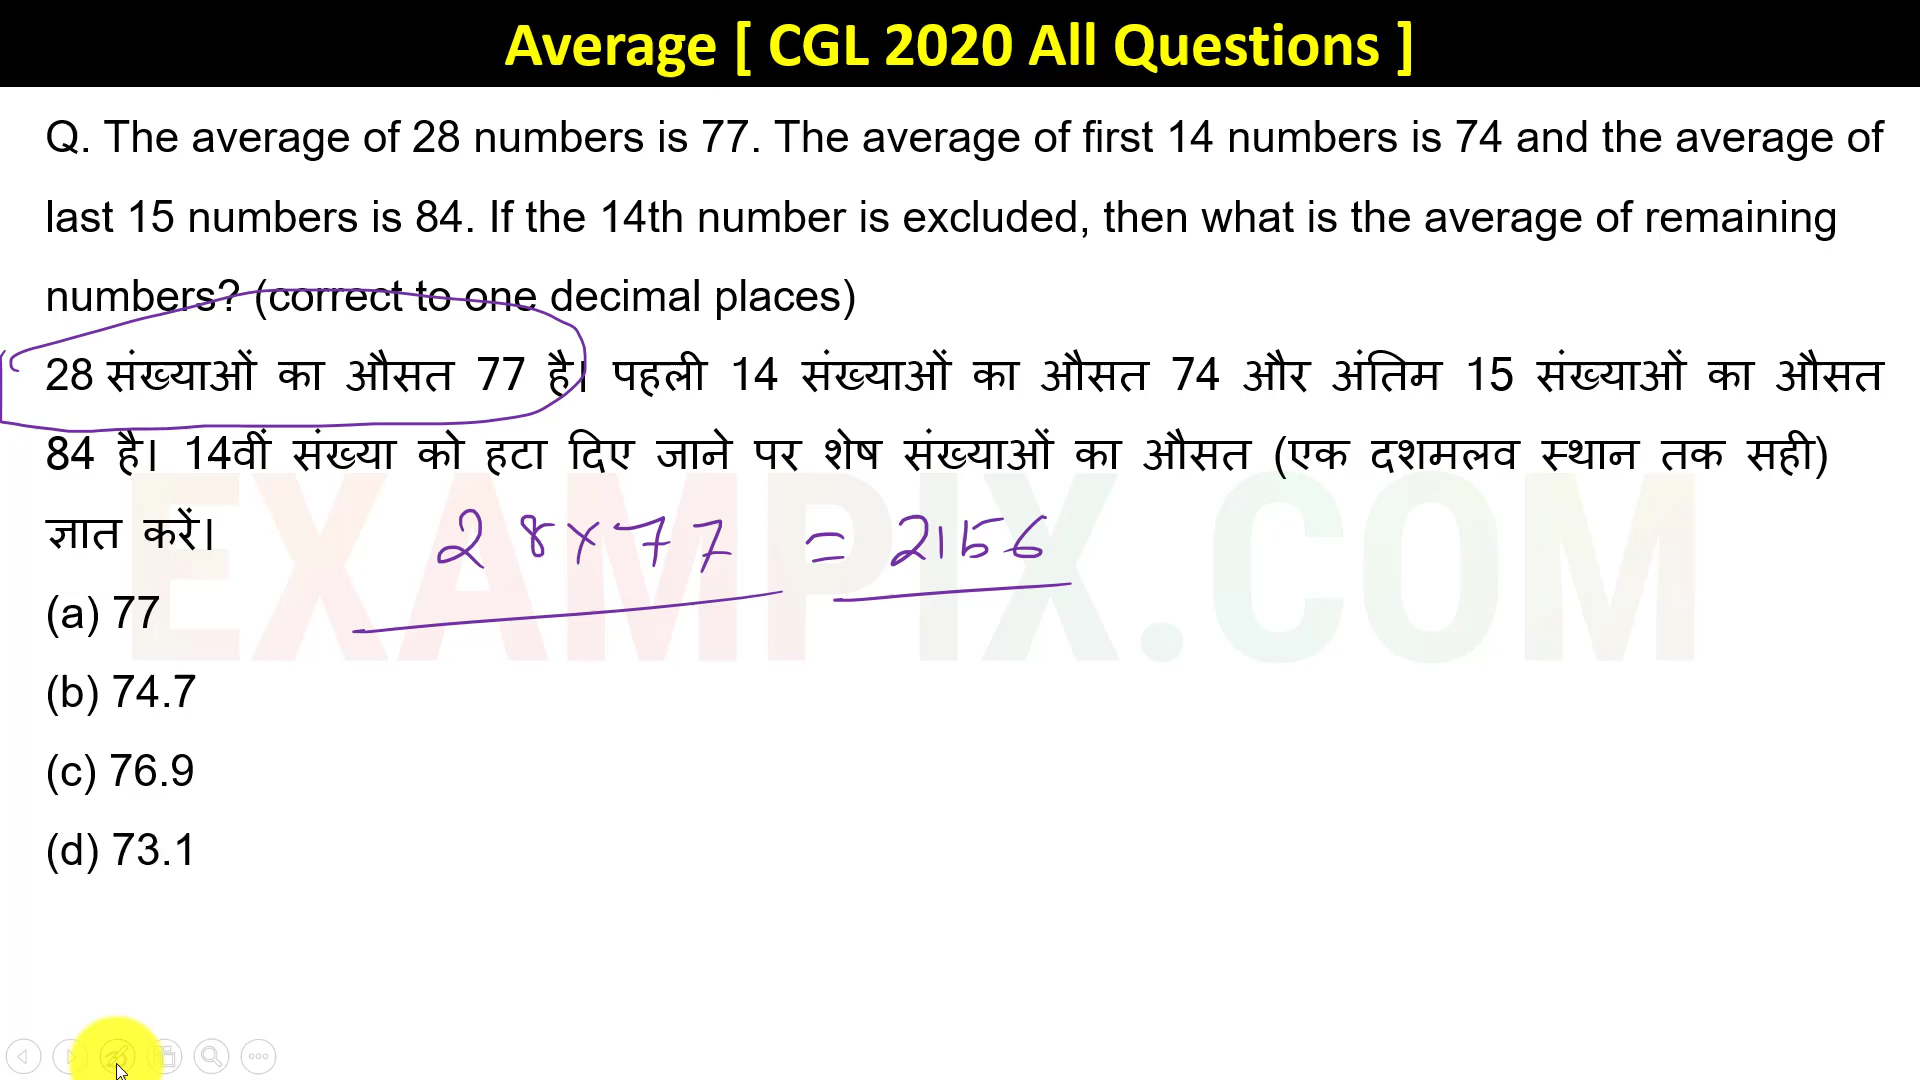 Average [ CGL 2020 All Questions ]
Q. The average of 28 numbers is 77. The average of first 14 numbers is 74 and the average of
last 15 numbers is 84. If the 14th number is excluded, then what is the average of remaining
numbers? (correct to one decimal places)
28 संख्याओं का औसत 77 है। पहली 14 संख्याओं का औसत 74 और अंतिम 15 संख्याओं का औसत
84 है। 14वीं संख्या को हटा दिए जाने पर शेष संख्याओं का औसत (एक दशमलव स्थान तक सही)
ज्ञात करें।
28 × 77 = 2156
(a) 77
(b) 74.7
(c) 76.9
(d) 73.1
EXAMPIX.COM